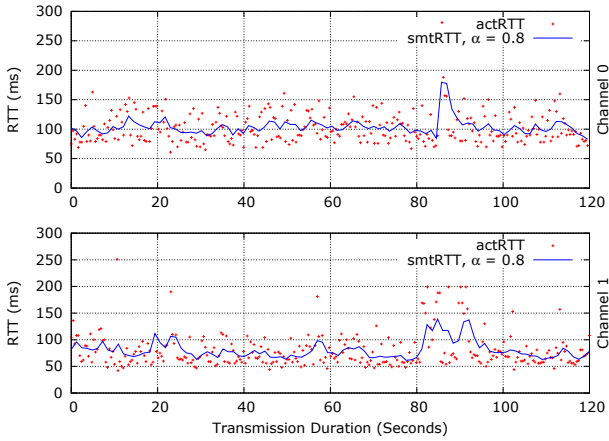 300
250
200
150
100
50
0
RTT (ms)
actRTT
smtRTT, α = 0.8
Channel 0
0 20 40 60 80 100 120
300
250
200
150
100
50
0
RTT (ms)
actRTT
smtRTT, α = 0.8
Channel 1
0 20 40 60 80 100 120
Transmission Duration (Seconds)